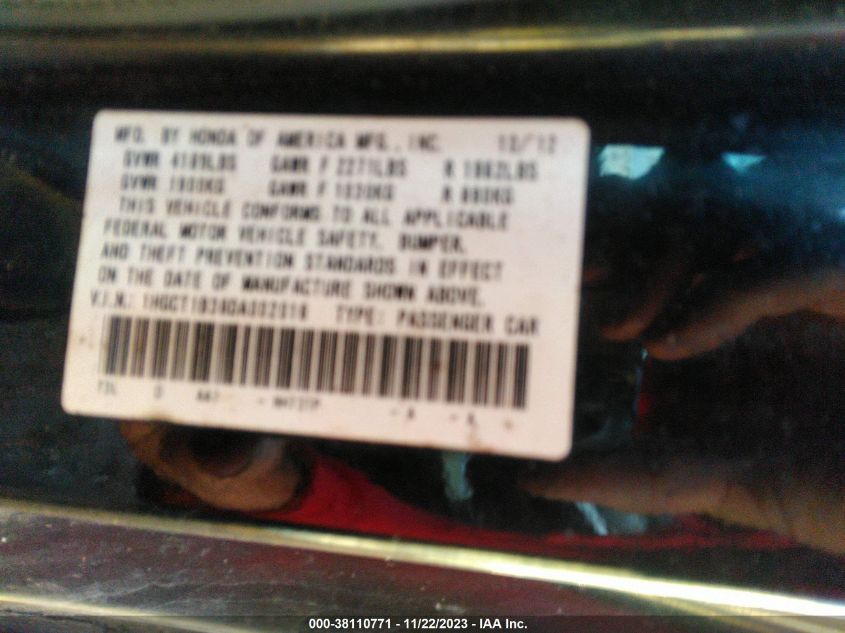 MFD. BY HONDA OF AMERICA MFG., INC. 12/12
GVWR 4189LBS GAWR F 2271LBS R 1962LBS
GVWR 1900KG GAWR F 1030KG R 890KG
THIS VEHICLE CONFORMS TO ALL APPLICABLE
FEDERAL MOTOR VEHICLE SAFETY, BUMPER,
AND THEFT PREVENTION STANDARDS IN EFFECT
ON THE DATE OF MANUFACTURE SHOWN ABOVE.
V.I.N.: TYPE: PASSENGER CAR
- A - A
000-38110771 - 11/22/2023 - IAA Inc.